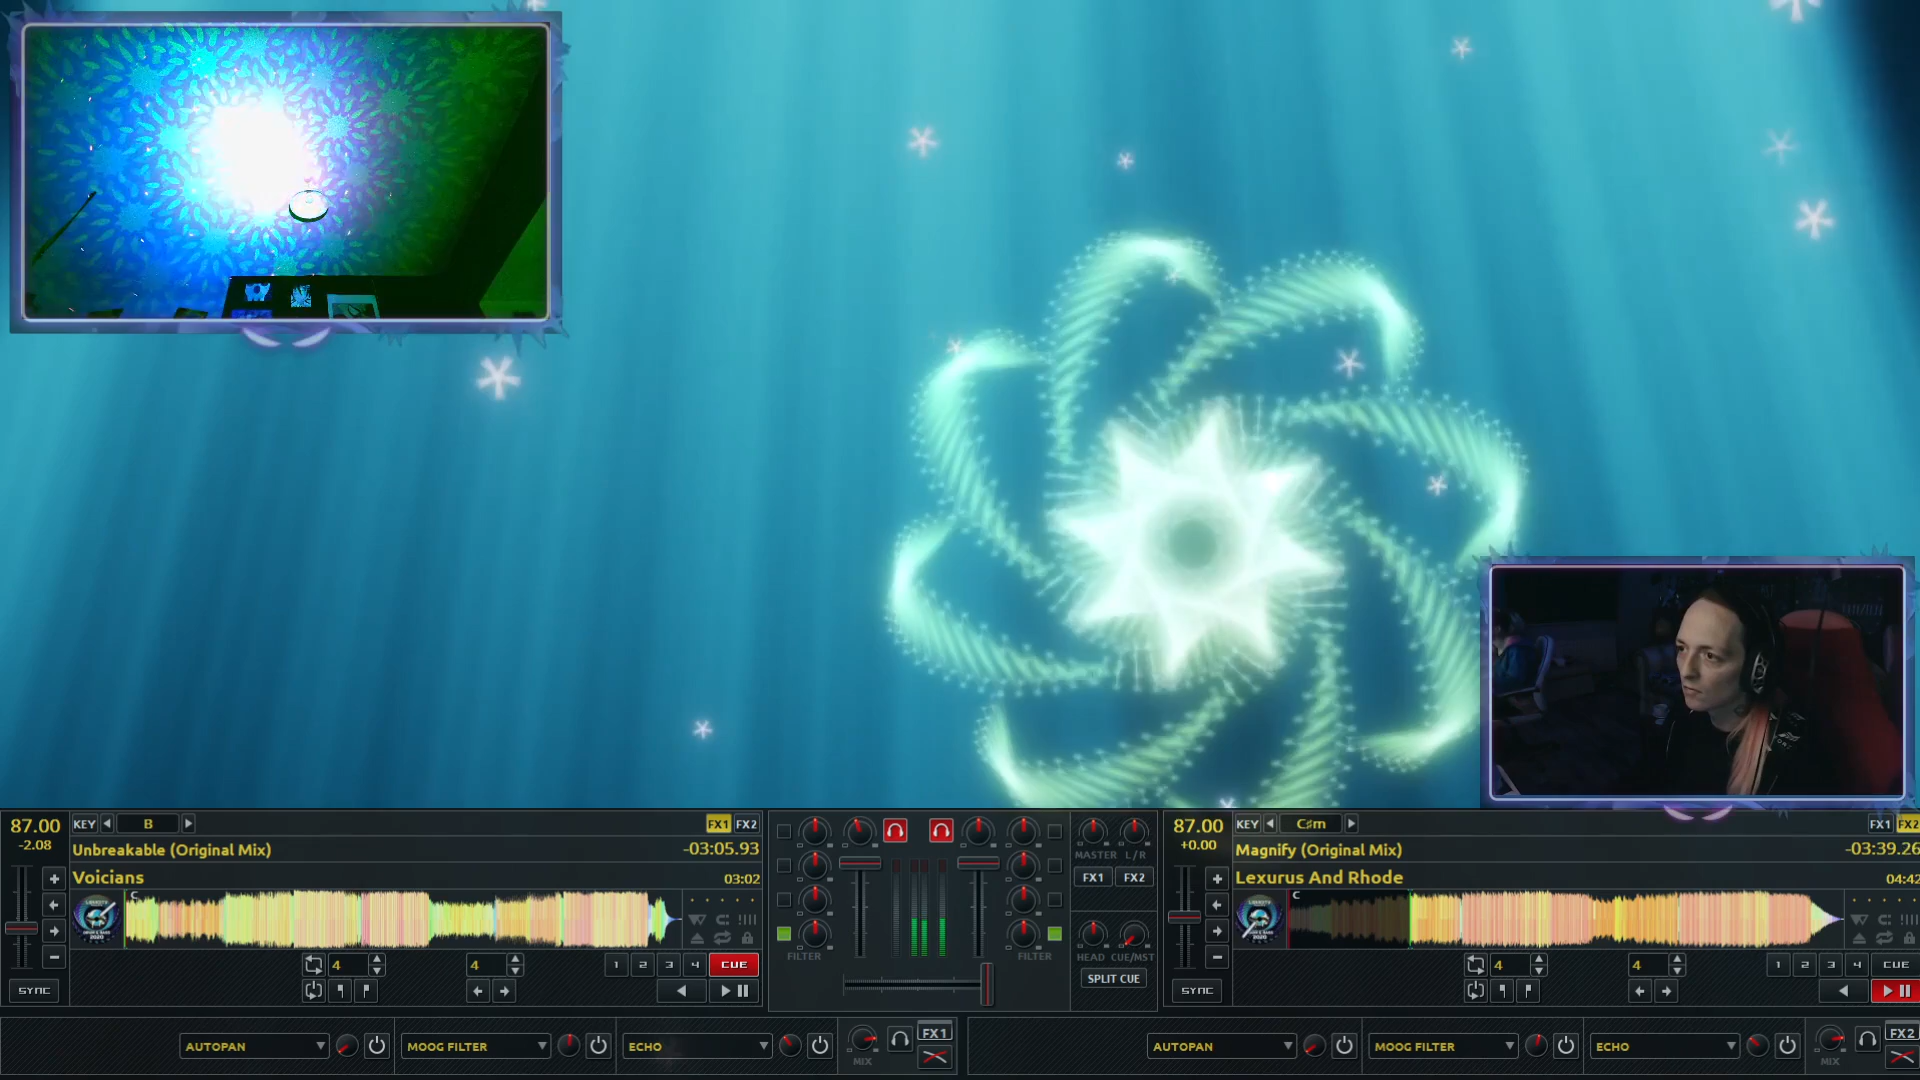 87.00
-2.08
KEY B
FX1 FX2
Unbreakable (Original Mix)
-03:05.93
Voicians
03:02
C
4
4
1 2 3 4 CUE
SYNC
FILTER
FILTER
MASTER L/R
FX1 FX2
HEAD CUE/MST
SPLIT CUE
87.00
+0.00
KEY C♯m
FX1 FX2
Magnify (Original Mix)
-03:39.26
Lexurus And Rhode
04:42
C
4
4
1 2 3 4 CUE
SYNC
AUTOPAN
MOOG FILTER
ECHO
MIX
FX1
AUTOPAN
MOOG FILTER
ECHO
MIX
FX2